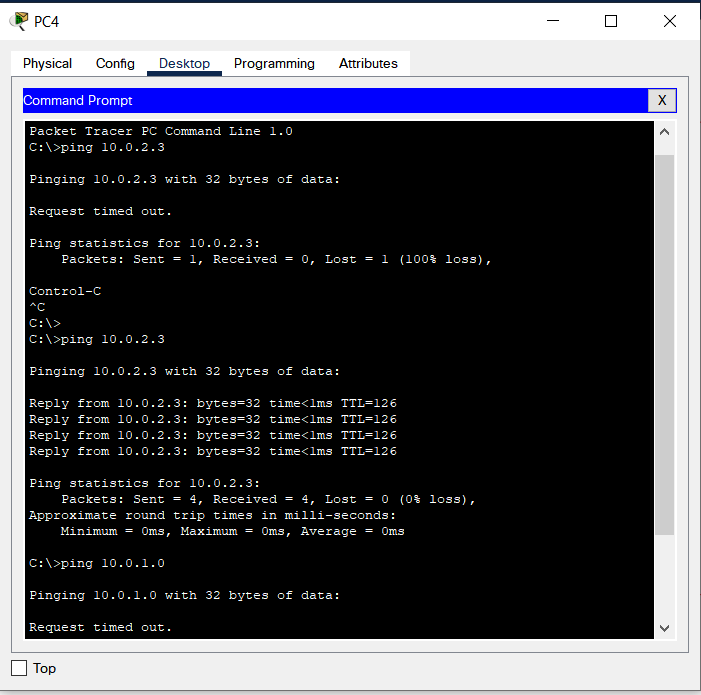 PC4
Physical Config Desktop Programming Attributes
Command Prompt X
Packet Tracer PC Command Line 1.0
C:\>ping 10.0.2.3
Pinging 10.0.2.3 with 32 bytes of data:
Request timed out.
Ping statistics for 10.0.2.3:
Packets: Sent = 1, Received = 0, Lost = 1 (100% loss),
Control-C
^C
C:\>
C:\>ping 10.0.2.3
Pinging 10.0.2.3 with 32 bytes of data:
Reply from 10.0.2.3: bytes=32 time<1ms TTL=126
Reply from 10.0.2.3: bytes=32 time<1ms TTL=126
Reply from 10.0.2.3: bytes=32 time<1ms TTL=126
Reply from 10.0.2.3: bytes=32 time<1ms TTL=126
Ping statistics for 10.0.2.3:
Packets: Sent = 4, Received = 4, Lost = 0 (0% loss),
Approximate round trip times in milli-seconds:
Minimum = 0ms, Maximum = 0ms, Average = 0ms
C:\>ping 10.0.1.0
Pinging 10.0.1.0 with 32 bytes of data:
Request timed out.
Top